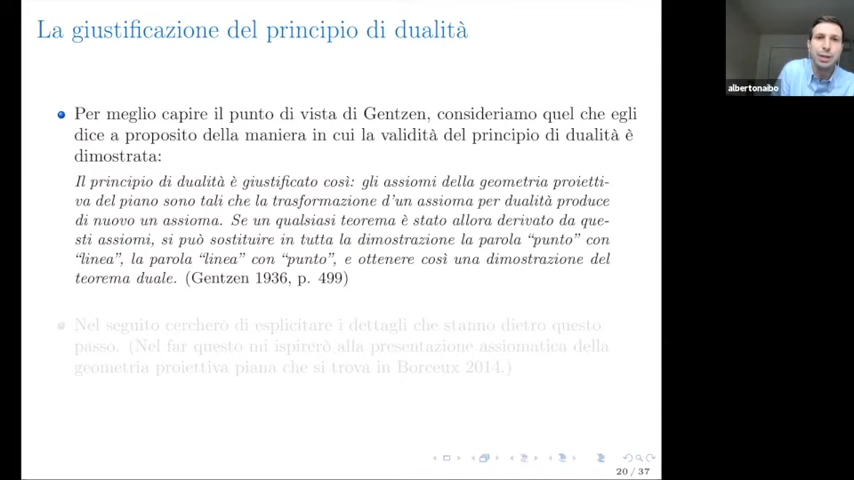 La giustificazione del principio di dualità
albertonaibo
Per meglio capire il punto di vista di Gentzen, consideriamo quel che egli
dice a proposito della maniera in cui la validità del principio di dualità è
dimostrata:
Il principio di dualità è giustificato così: gli assiomi della geometria proietti-
va del piano sono tali che la trasformazione d'un assioma per dualità produce
di nuovo un assioma. Se un qualsiasi teorema è stato allora derivato da que-
sti assiomi, si può sostituire in tutta la dimostrazione la parola "punto" con
"linea", la parola "linea" con "punto", e ottenere così una dimostrazione del
teorema duale. (Gentzen 1936, p. 499)
Nel seguito cercherò di esplicitare i dettagli che stanno dietro questo
passo. (Nel far questo mi ispirerò alla presentazione assiomatica della
geometria proiettiva piana che si trova in Borceux 2014.)
20 / 37